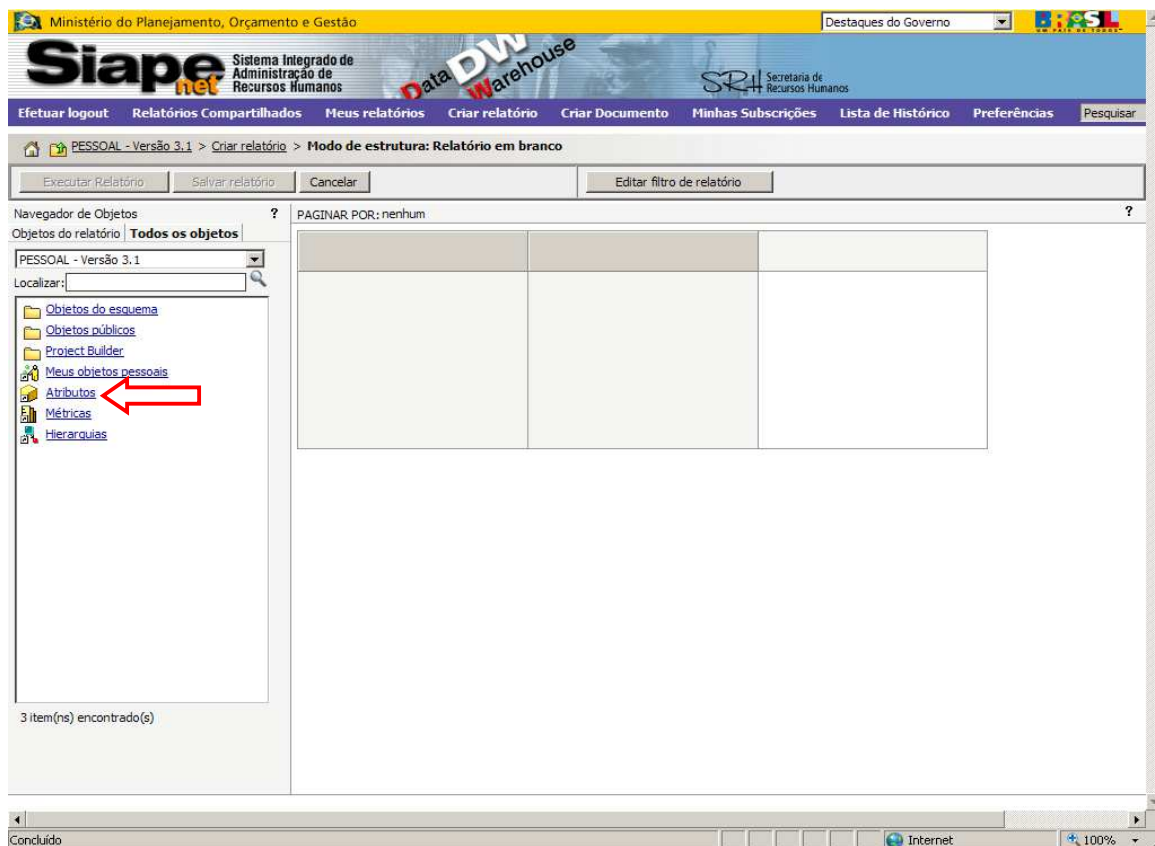 Ministério do Planejamento, Orçamento e Gestão
Destaques do Governo
BRASIL
UM PAÍS DE TODOS
Siape
net
Sistema Integrado de
Administração de
Recursos Humanos
Data DW Warehouse
SRH Secretaria de
Recursos Humanos
Efetuar logout Relatórios Compartilhados Meus relatórios Criar relatório Criar Documento Minhas Subscrições Lista de Histórico Preferências Pesquisar
PESSOAL - Versão 3.1 > Criar relatório > Modo de estrutura: Relatório em branco
Executar Relatório Salvar relatório Cancelar Editar filtro de relatório
Navegador de Objetos ? PAGINAR POR: nenhum ?
Objetos do relatório Todos os objetos
PESSOAL - Versão 3.1
Localizar:
Objetos do esquema
Objetos públicos
Project Builder
Meus objetos pessoais
Atributos
Métricas
Hierarquias
3 item(ns) encontrado(s)
Concluído Internet 100%